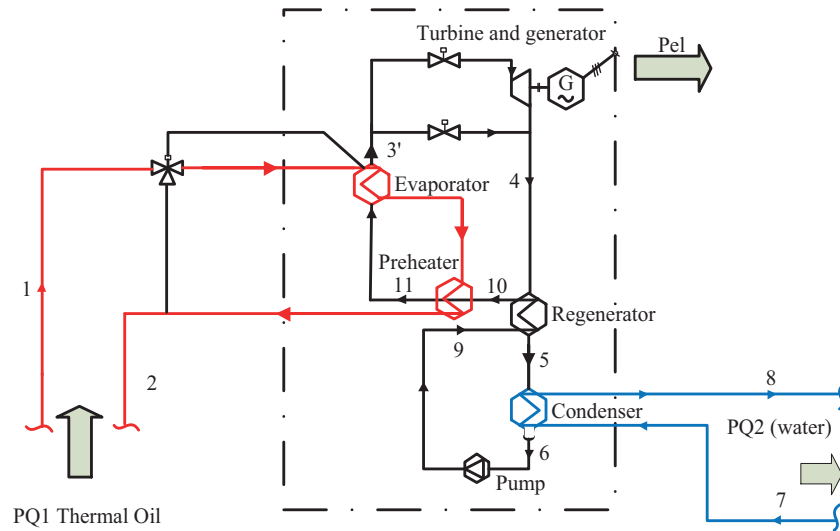 Turbine and generator
Pel
G
3'
Evaporator
4
Preheater
1
11
10
Regenerator
9
2
5
8
Condenser
PQ2 (water)
6
Pump
7
PQ1 Thermal Oil